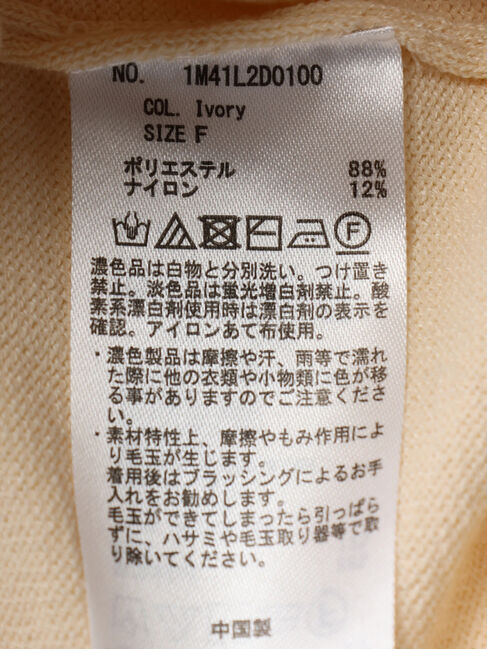 NO. 1M41L2D0100
COL. Ivory
SIZE F
ポリエステル 88%
ナイロン 12%
F
濃色品は白物と分別洗い。つけ置き
禁止。淡色品は蛍光増白剤禁止。酸
素系漂白剤使用時は漂白剤の表示を
確認。アイロンあて布使用。
・濃色製品は摩擦や汗、雨等で濡れ
た際に他の衣類や小物類に色が移
る事がありますのでご注意くださ
い。
・素材特性上、摩擦やもみ作用によ
り毛玉が生じます。
着用後はブラッシングによるお手
入れをお勧めします。
毛玉ができてしまったら引っぱら
ずに、ハサミや毛玉取り器等で取
り除いてください。
中国製